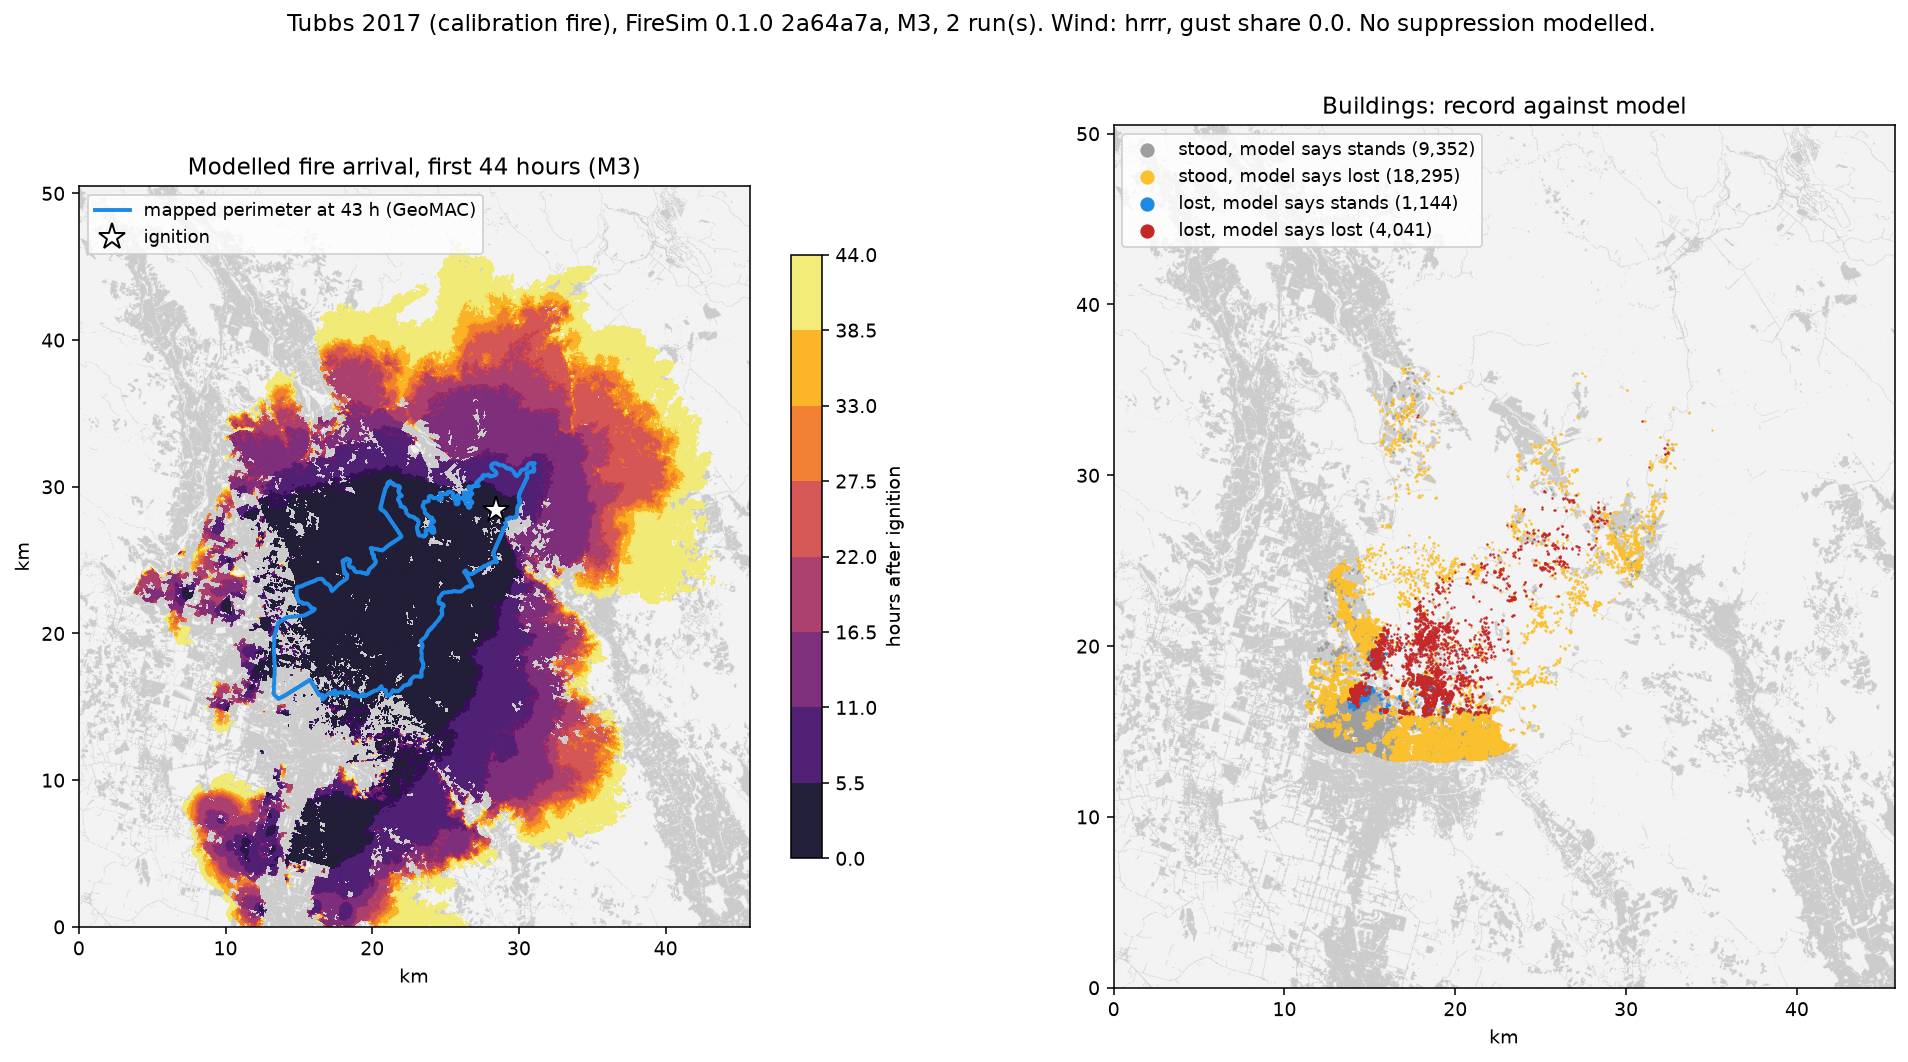 Tubbs 2017 (calibration fire), FireSim 0.1.0 2a64a7a, M3, 2 run(s). Wind: hrrr, gust share 0.0. No suppression modelled.
Modelled fire arrival, first 44 hours (M3)
mapped perimeter at 43 h (GeoMAC)
ignition
50
40
30
20
10
0
km
0
10
20
30
40
km
44.0
38.5
33.0
27.5
22.0
16.5
11.0
5.5
0.0
hours after ignition
Buildings: record against model
stood, model says stands (9,352)
stood, model says lost (18,295)
lost, model says stands (1,144)
lost, model says lost (4,041)
50
40
30
20
10
0
0
10
20
30
40
km